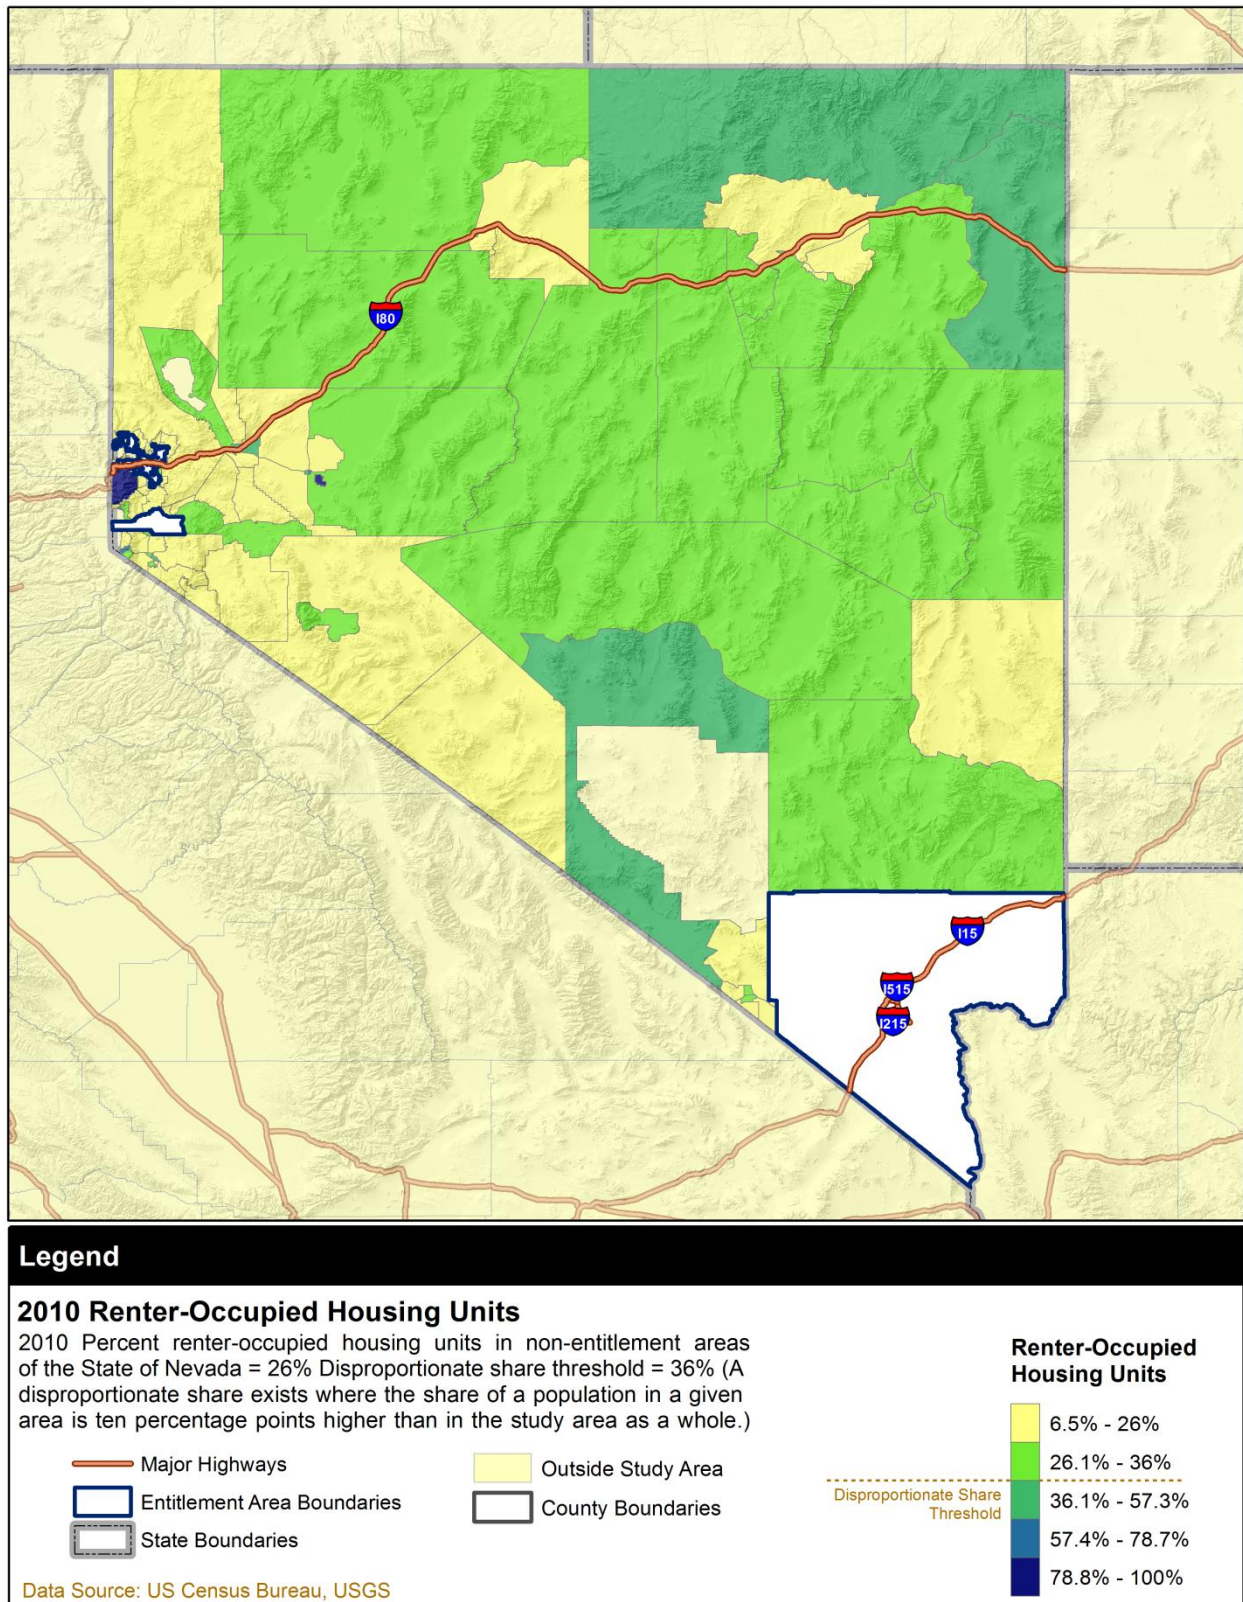 I80
I15
I515
I215
Legend
2010 Renter-Occupied Housing Units
2010 Percent renter-occupied housing units in non-entitlement areas
of the State of Nevada = 26% Disproportionate share threshold = 36% (A
disproportionate share exists where the share of a population in a given
area is ten percentage points higher than in the study area as a whole.)
Major Highways
Entitlement Area Boundaries
State Boundaries
Outside Study Area
County Boundaries
Renter-Occupied
Housing Units
6.5% - 26%
26.1% - 36%
Disproportionate Share
Threshold
36.1% - 57.3%
57.4% - 78.7%
78.8% - 100%
Data Source: US Census Bureau, USGS